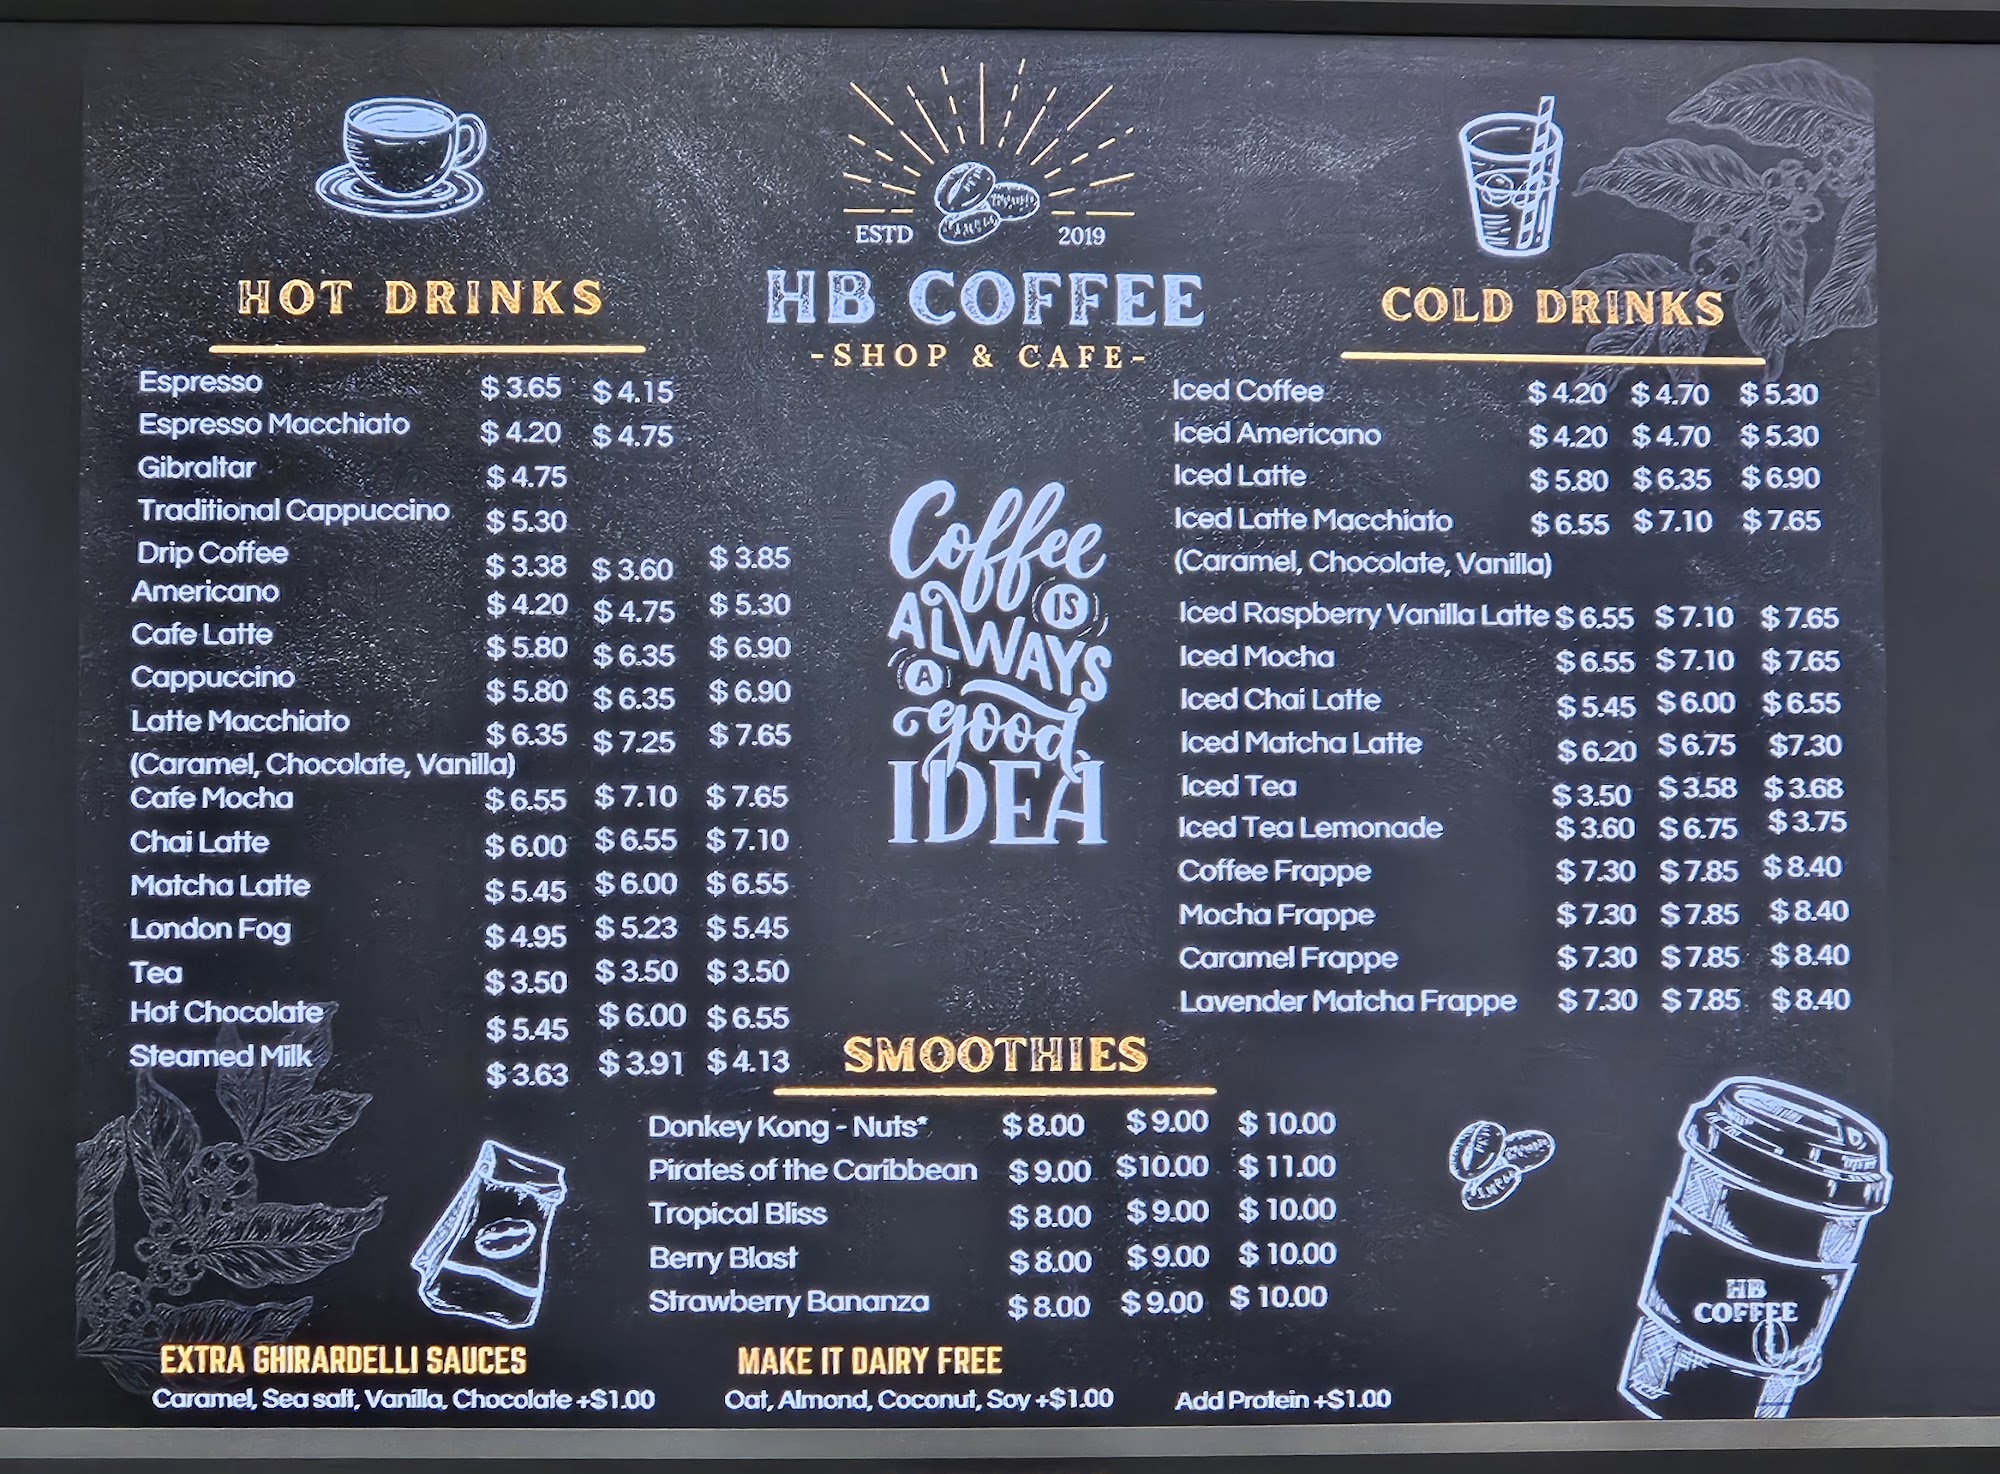 ESTD 2019
HB COFFEE
-SHOP & CAFE-
HOT DRINKS
Espresso $3.65 $4.15
Espresso Macchiato $4.20 $4.75
Gibraltar $4.75
Traditional Cappuccino $5.30
Drip Coffee $3.38 $3.60 $3.85
Americano $4.20 $4.75 $5.30
Cafe Latte $5.80 $6.35 $6.90
Cappuccino $5.80 $6.35 $6.90
Latte Macchiato $6.35 $7.25 $7.65
(Caramel, Chocolate, Vanilla)
Cafe Mocha $6.55 $7.10 $7.65
Chai Latte $6.00 $6.55 $7.10
Matcha Latte $5.45 $6.00 $6.55
London Fog $4.95 $5.23 $5.45
Tea $3.50 $3.50 $3.50
Hot Chocolate $5.45 $6.00 $6.55
Steamed Milk $3.63 $3.91 $4.13
Coffee
IS
ALWAYS
A
good
IDEA
COLD DRINKS
Iced Coffee $4.20 $4.70 $5.30
Iced Americano $4.20 $4.70 $5.30
Iced Latte $5.80 $6.35 $6.90
Iced Latte Macchiato $6.55 $7.10 $7.65
(Caramel, Chocolate, Vanilla)
Iced Raspberry Vanilla Latte $6.55 $7.10 $7.65
Iced Mocha $6.55 $7.10 $7.65
Iced Chai Latte $5.45 $6.00 $6.55
Iced Matcha Latte $6.20 $6.75 $7.30
Iced Tea $3.50 $3.58 $3.68
Iced Tea Lemonade $3.60 $6.75 $3.75
Coffee Frappe $7.30 $7.85 $8.40
Mocha Frappe $7.30 $7.85 $8.40
Caramel Frappe $7.30 $7.85 $8.40
Lavender Matcha Frappe $7.30 $7.85 $8.40
SMOOTHIES
Donkey Kong - Nuts* $8.00 $9.00 $10.00
Pirates of the Caribbean $9.00 $10.00 $11.00
Tropical Bliss $8.00 $9.00 $10.00
Berry Blast $8.00 $9.00 $10.00
Strawberry Bananza $8.00 $9.00 $10.00
HB
COFFEE
EXTRA GHIRARDELLI SAUCES
Caramel, Sea salt, Vanilla, Chocolate +$1.00
MAKE IT DAIRY FREE
Oat, Almond, Coconut, Soy +$1.00
Add Protein +$1.00